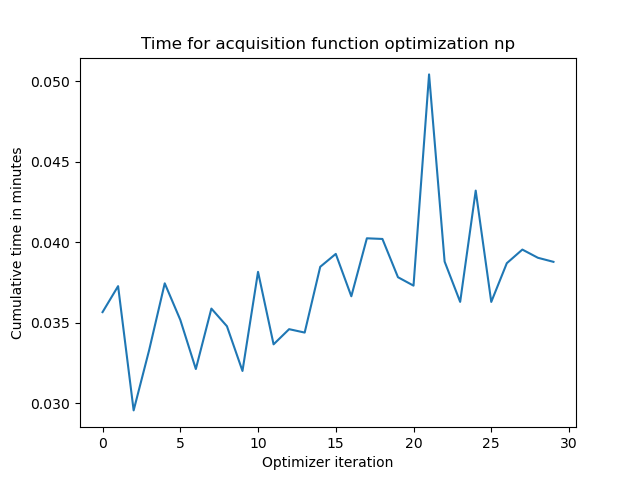 Time for acquisition function optimization np
Cumulative time in minutes
0.050
0.045
0.040
0.035
0.030
0 5 10 15 20 25 30
Optimizer iteration